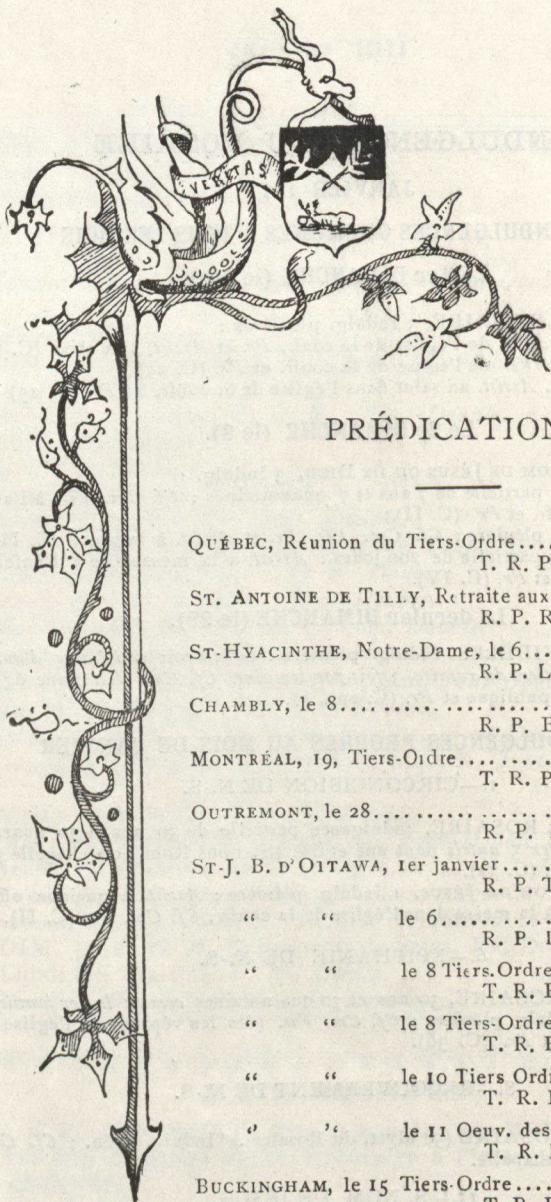 VERITAS
PRÉDICATION
QUÉBEC, Réunion du Tiers-Ordre....
T. R. P
ST. ANTOINE DE TILLY, Retraite aux
R. P. R
ST-HYACINTHE, Notre-Dame, le 6....
R. P. L
CHAMBLY, le 8...................
R. P. H
MONTRÉAL, 19, Tiers-Ordre.........
T. R. P
OUTREMONT, le 28.................
R. P. I
ST-J. B. D'OTTAWA, 1er janvier......
R. P. T
“ “ le 6...........
R. P. I
“ “ le 8 Tiers.Ordre
T. R. P
“ “ le 8 Tiers-Ordre
T. R. P
“ “ le 10 Tiers Ordr
T. R. I
“ “ le 11 Oeuv. des
T. R. I
BUCKINGHAM, le 15 Tiers-Ordre....